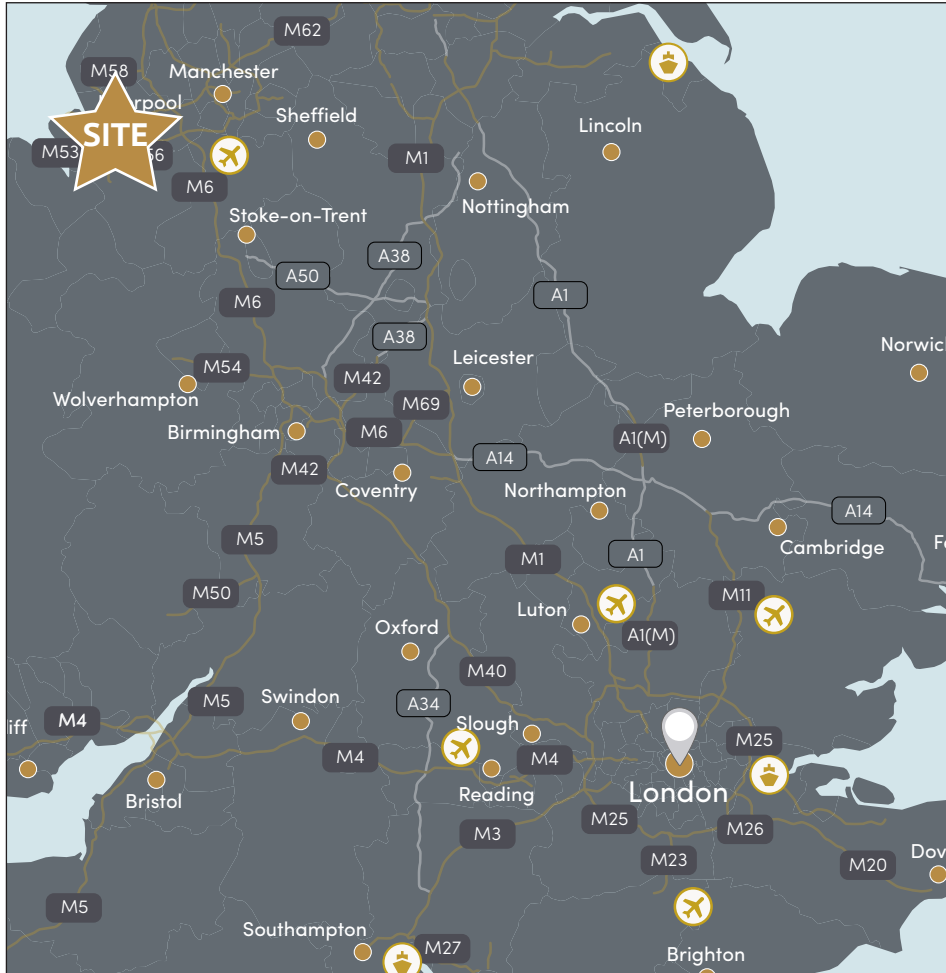 M62
M58
Manchester
erpool
Sheffield
Lincoln
SITE
M53
56
M1
M6
Nottingham
Stoke-on-Trent
A38
A50
A1
M6
A38
Leicester
Norwic
M54
M42
Wolverhampton
M69
Peterborough
Birmingham
M6
A1(M)
M42
A14
Coventry
Northampton
A14
M5
Cambridge
M1
A1
M50
M11
Luton
Oxford
A1(M)
M40
M5
Swindon
A34
Slough
iff
M4
M25
M4
M4
Bristol
Reading
London
M3
M25
M26
M23
M20
Dov
M5
Southampton
M27
Brighton